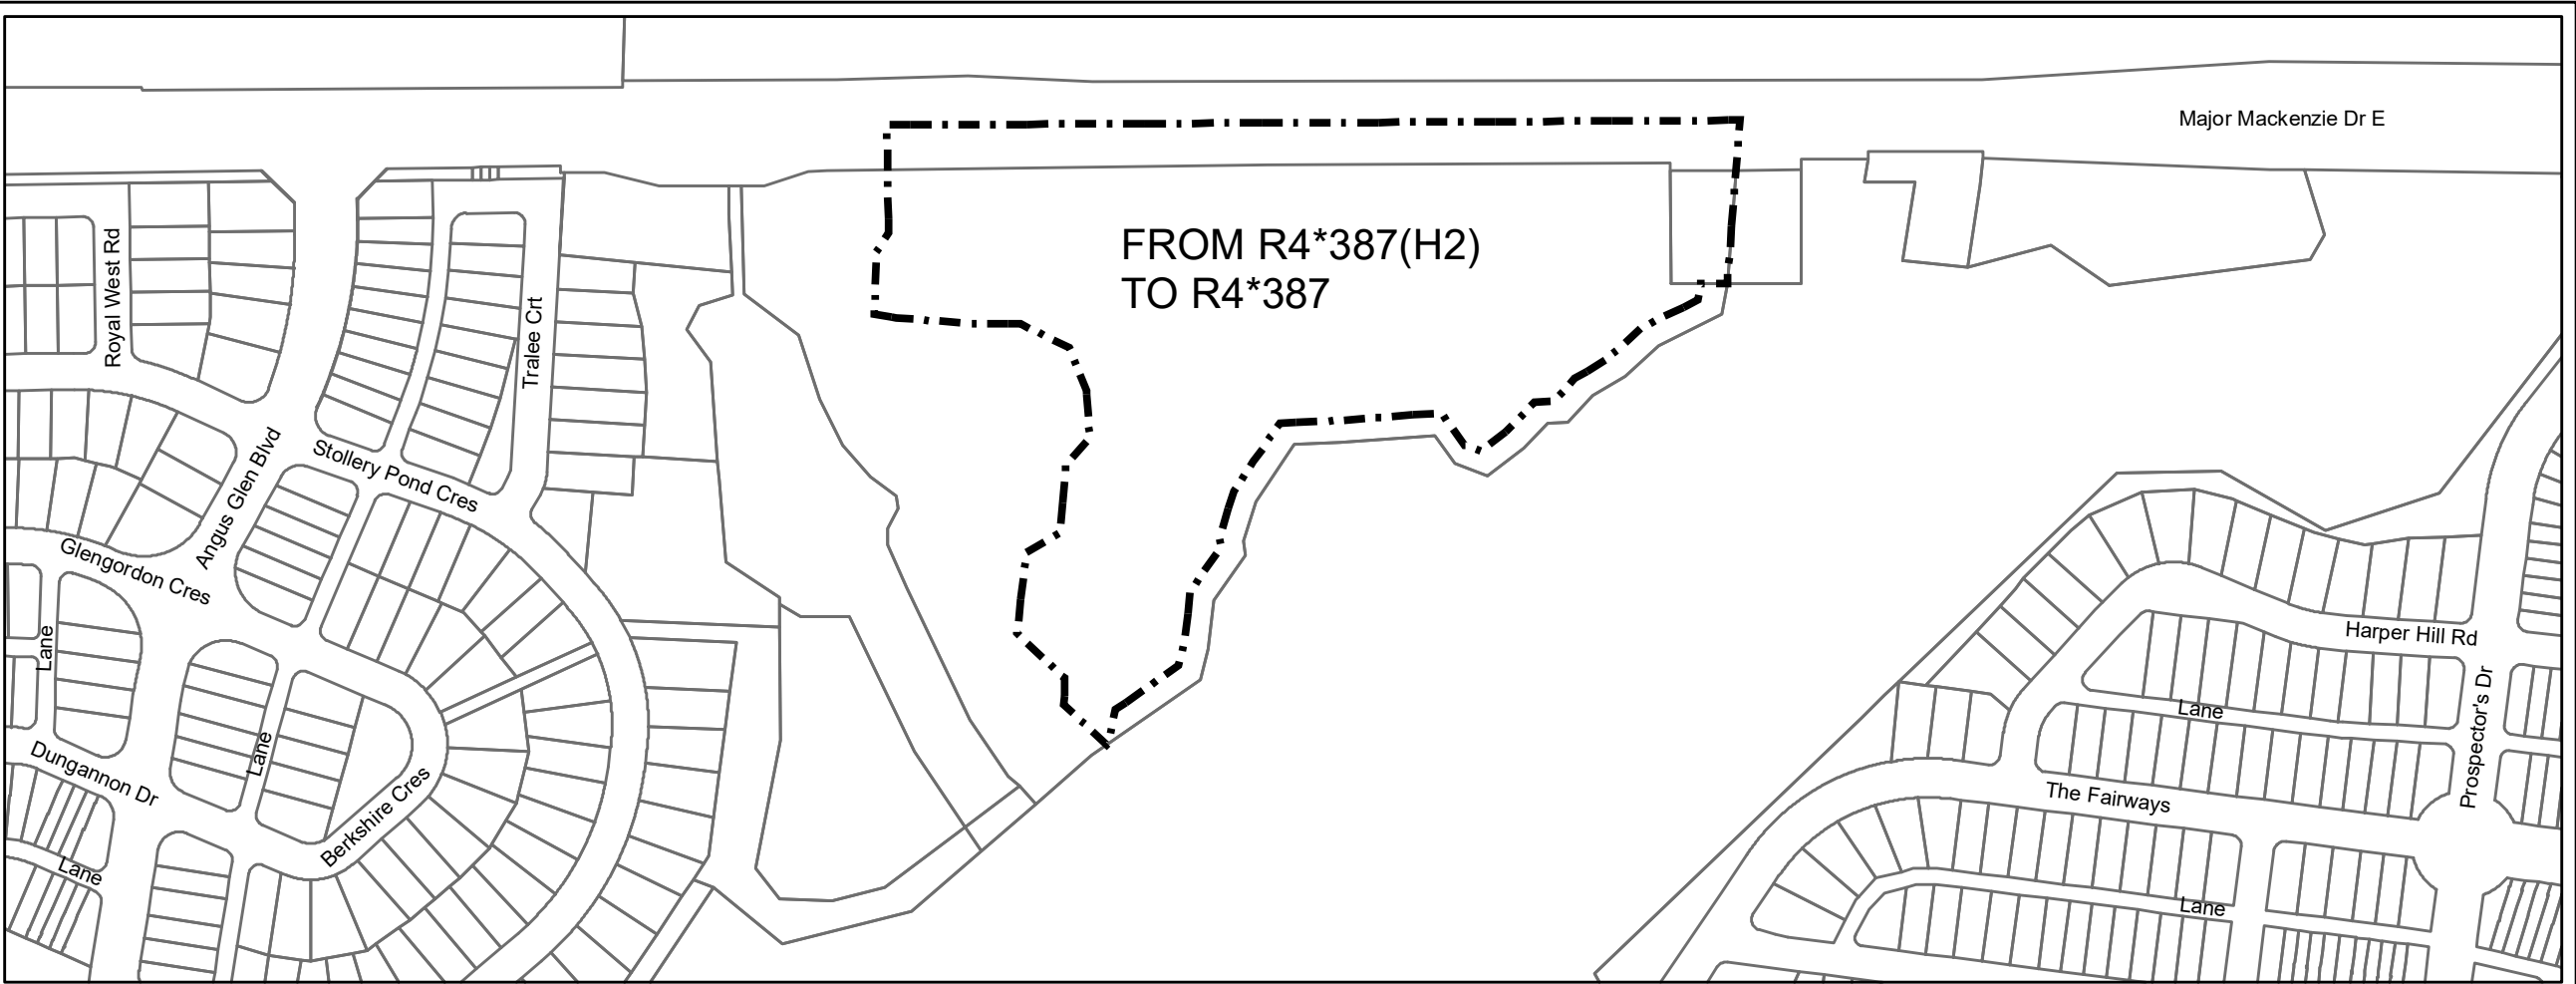 Major Mackenzie Dr E
FROM R4*387(H2)
TO R4*387
Royal West Rd
Tralee Crt
Stollery Pond Cres
Angus Glen Blvd
Glengordon Cres
Lane
Harper Hill Rd
Prospector's Dr
Lane
Lane
Dungannon Dr
The Fairways
Berkshire Cres
Lane
Lane